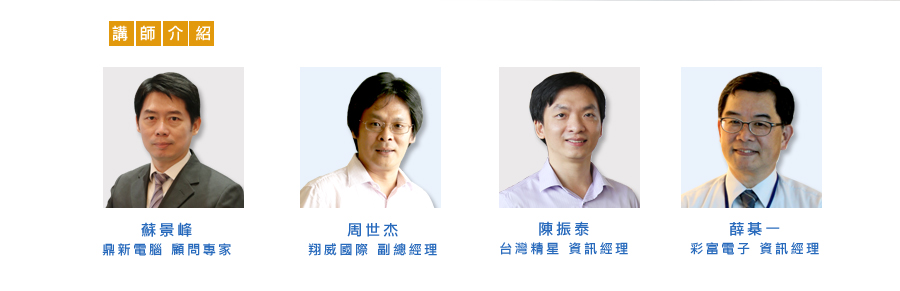 講師介紹
蘇景峰
鼎新電腦 顧問專家
周世杰
翔威國際 副總經理
陳振泰
台灣精星 資訊經理
薛棊一
彩富電子 資訊經理